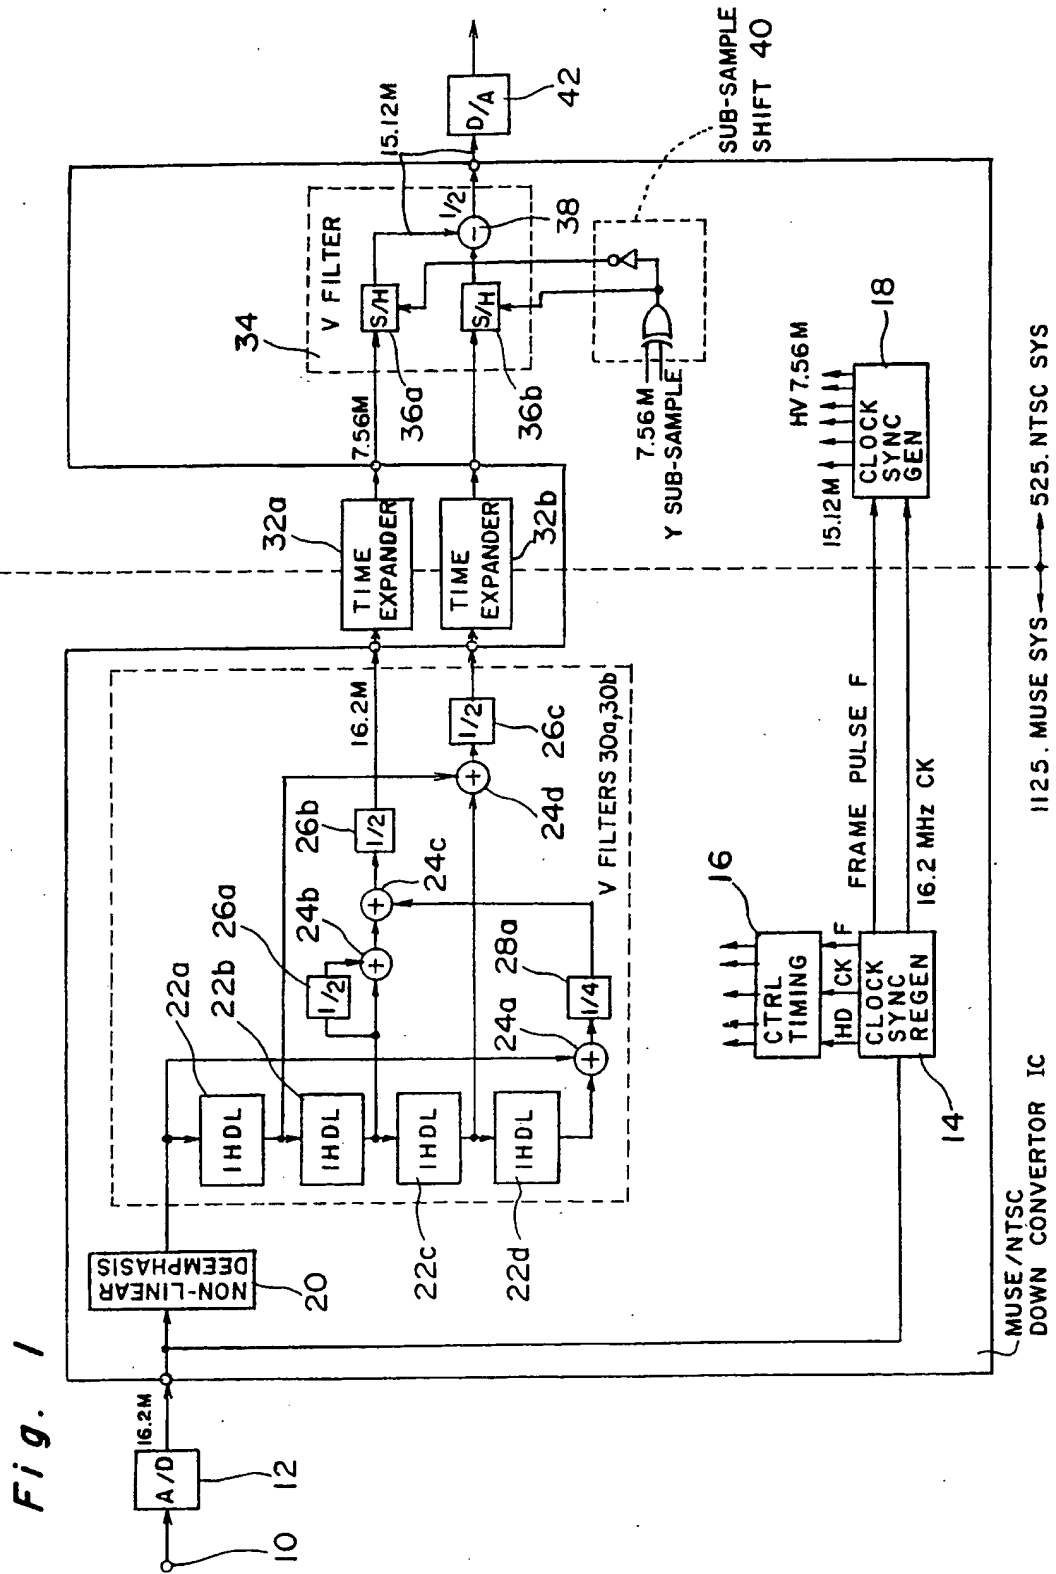 Fig. 1
10
A/D
12
16.2M
NON-LINEAR
DEEMPHASIS
20
1HDL
22a
1HDL
22b
1HDL
22c
1HDL
22d
1/2
26a
+
24b
+
24c
1/2
26b
+
24a
1/4
28a
+
24d
1/2
26c
16.2M
V FILTERS 30a,30b
TIME
EXPANDER
32a
TIME
EXPANDER
32b
7.56M
34
V FILTER
S/H
36a
S/H
36b
-
38
1/2
15.12M
D/A
42
SUB-SAMPLE
SHIFT 40
7.56M
Y SUB-SAMPLE
CLOCK
SYNC
REGEN
14
HD CK F
CTRL
TIMING
16
FRAME PULSE F
16.2 MHz CK
CLOCK
SYNC
GEN
18
15.12M
HV 7.56M
MUSE/NTSC
DOWN CONVERTOR IC
1125. MUSE SYS
525. NTSC SYS